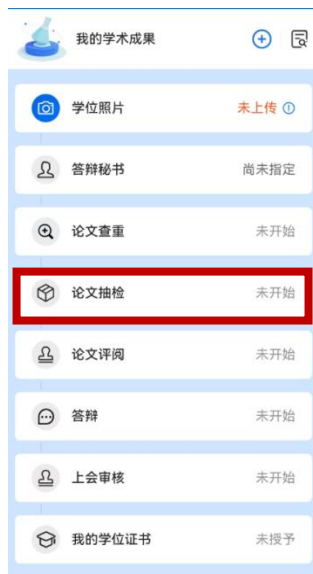 我的学术成果
学位照片 未上传
答辩秘书 尚未指定
论文查重 未开始
论文抽检 未开始
论文评阅 未开始
答辩 未开始
上会审核 未开始
我的学位证书 未授予